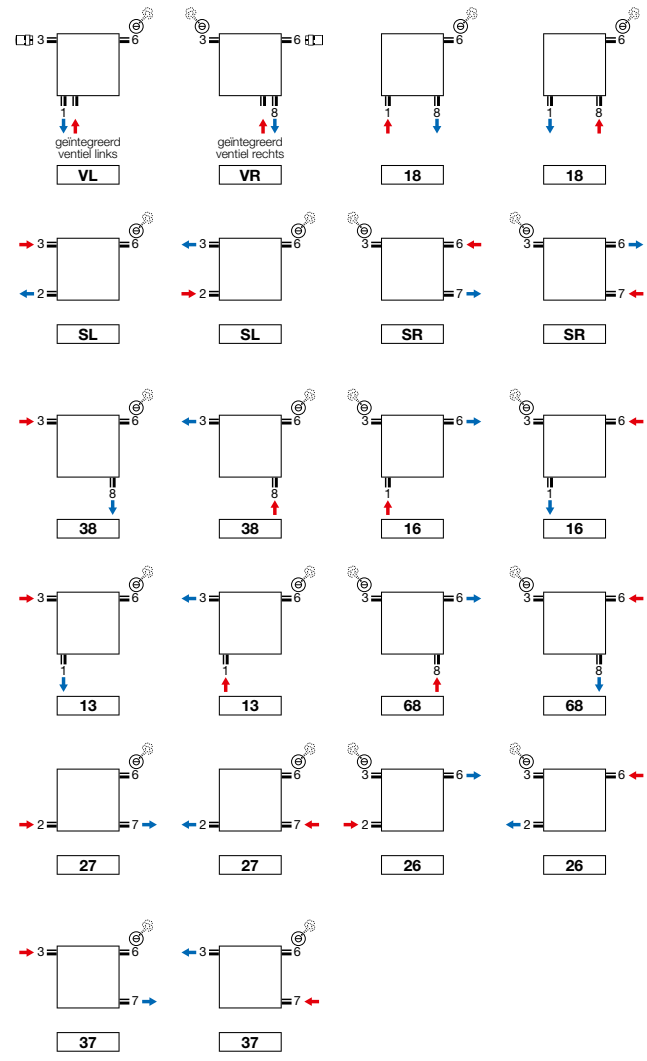 3 6 3 6 3 6 3 6
1 8 1 8 1 8
geïntegreerd geïntegreerd
ventiel links ventiel rechts
VL VR 18 18
3 6 3 6 3 6 3 6
2 2 7 7
SL SL SR SR
3 6 3 6 3 6 3 6
8 8 1 1
38 38 16 16
3 6 3 6 3 6 3 6
1 1 8 8
13 13 68 68
6 6 3 6 3 6
2 7 2 7 2 2
27 27 26 26
3 6 3 6
7 7
37 37